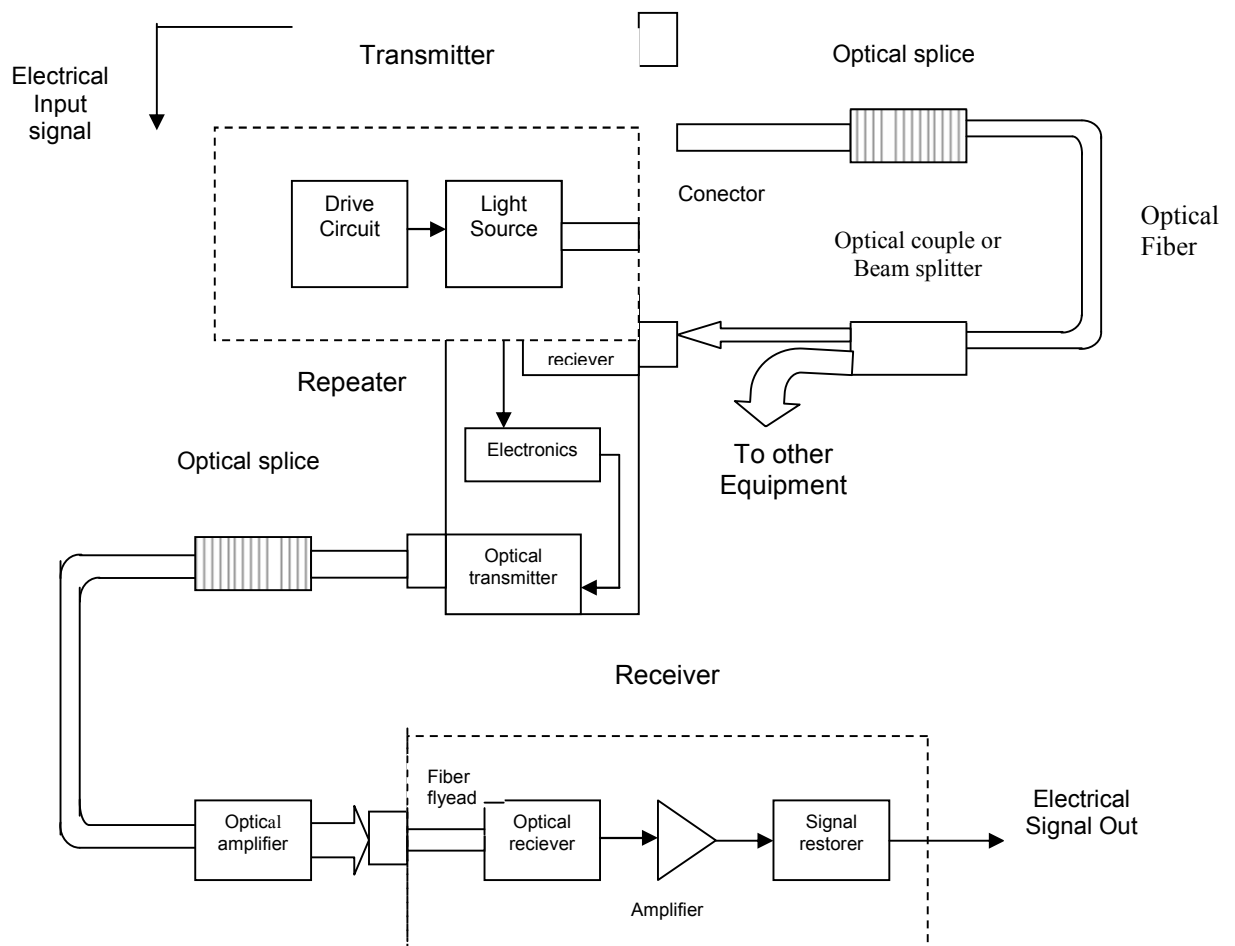 Transmitter
Optical splice
Electrical
Input
signal
Conector
Drive
Circuit
Light
Source
Optical
Fiber
Optical couple or
Beam splitter
reciever
Repeater
Electronics
To other
Equipment
Optical splice
Optical
transmitter
Receiver
Fiber
flyead
Optical
amplifier
Optical
reciever
Signal
restorer
Electrical
Signal Out
Amplifier